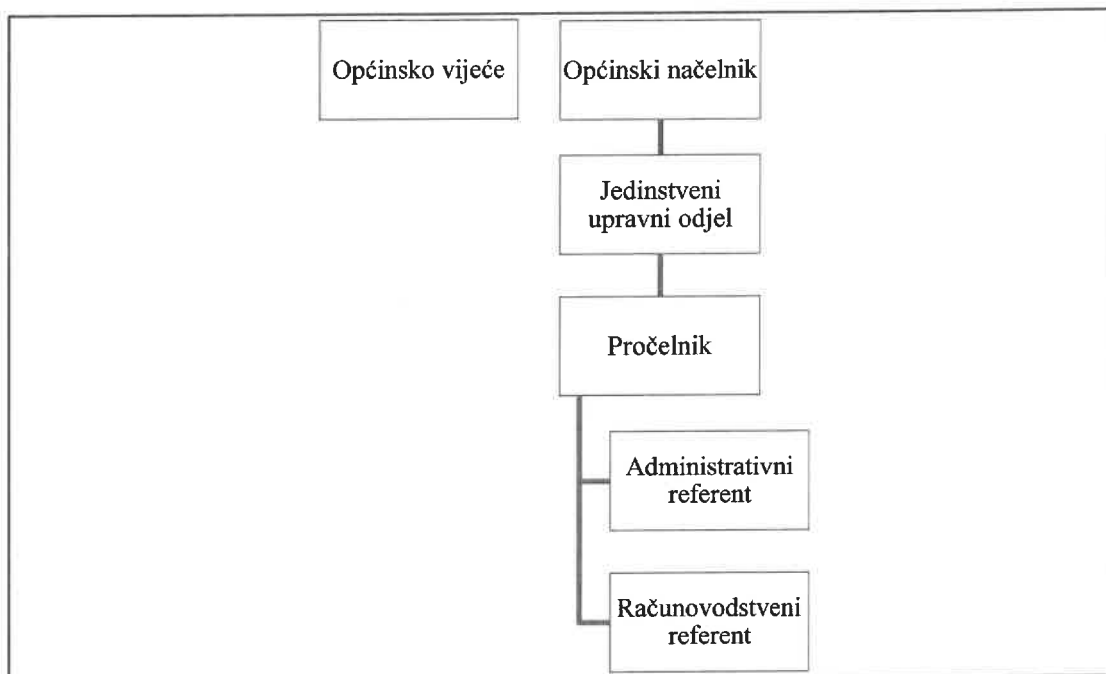 Općinsko vijeće
Općinski načelnik
Jedinstveni
upravni odjel
Pročelnik
Administrativni
referent
Računovodstveni
referent